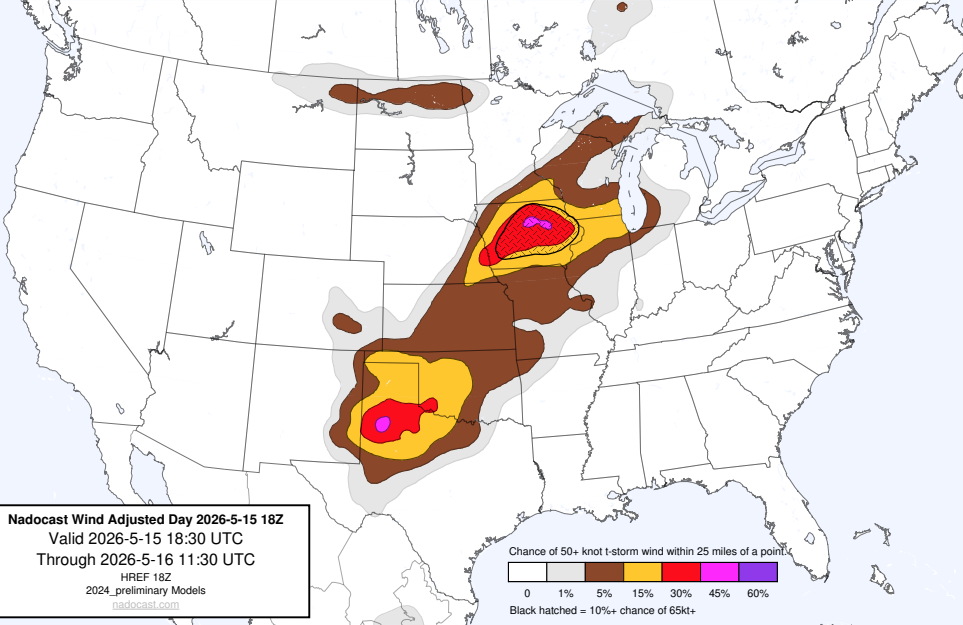 Nadocast Wind Adjusted Day 2026-5-15 18Z
Valid 2026-5-15 18:30 UTC
Through 2026-5-16 11:30 UTC
HREF 18Z
2024_preliminary Models
nadocast.com
Chance of 50+ knot t-storm wind within 25 miles of a point.
0 1% 5% 15% 30% 45% 60%
Black hatched = 10%+ chance of 65kt+